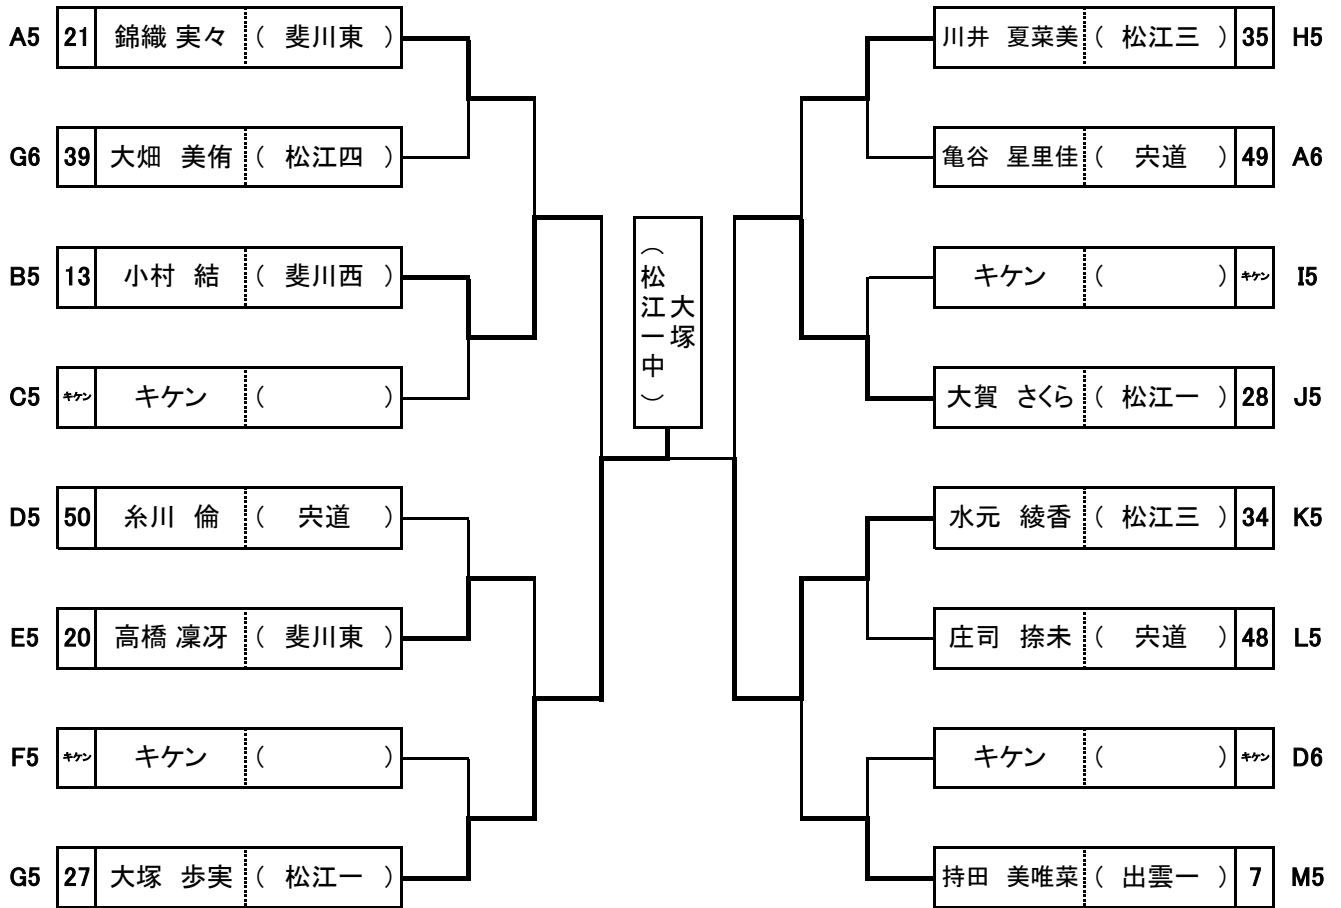 A5 21 錦織 実々 ( 斐川東 )
G6 39 大畑 美侑 ( 松江四 )
B5 13 小村 結 ( 斐川西 )
C5 キケン キケン ( )
D5 50 糸川 倫 ( 宍道 )
E5 20 高橋 凜冴 ( 斐川東 )
F5 キケン キケン ( )
G5 27 大塚 歩実 ( 松江一 )
大塚
(松江一中)
川井 夏菜美 ( 松江三 ) 35 H5
亀谷 星里佳 ( 宍道 ) 49 A6
キケン ( ) キケン I5
大賀 さくら ( 松江一 ) 28 J5
水元 綾香 ( 松江三 ) 34 K5
庄司 捺未 ( 宍道 ) 48 L5
キケン ( ) キケン D6
持田 美唯菜 ( 出雲一 ) 7 M5